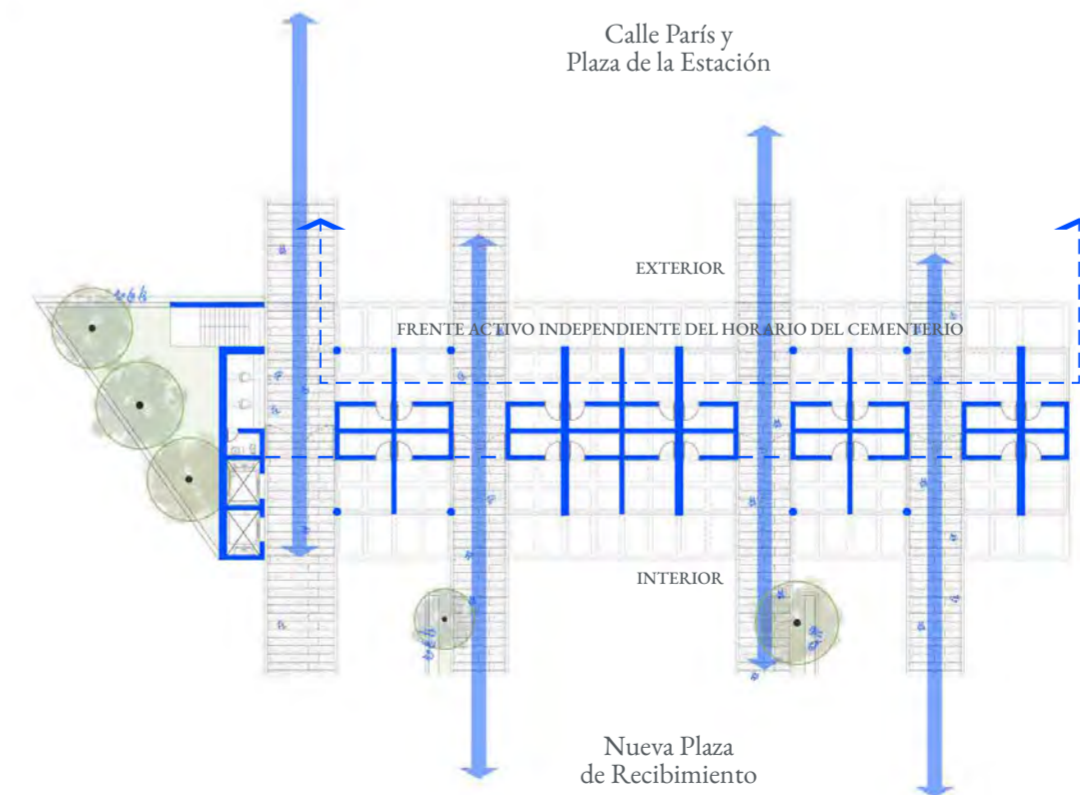 Calle París y
Plaza de la Estación
EXTERIOR
FRENTE ACTIVO INDEPENDIENTE DEL HORARIO DEL CEMENTERIO
INTERIOR
Nueva Plaza
de Recibimiento